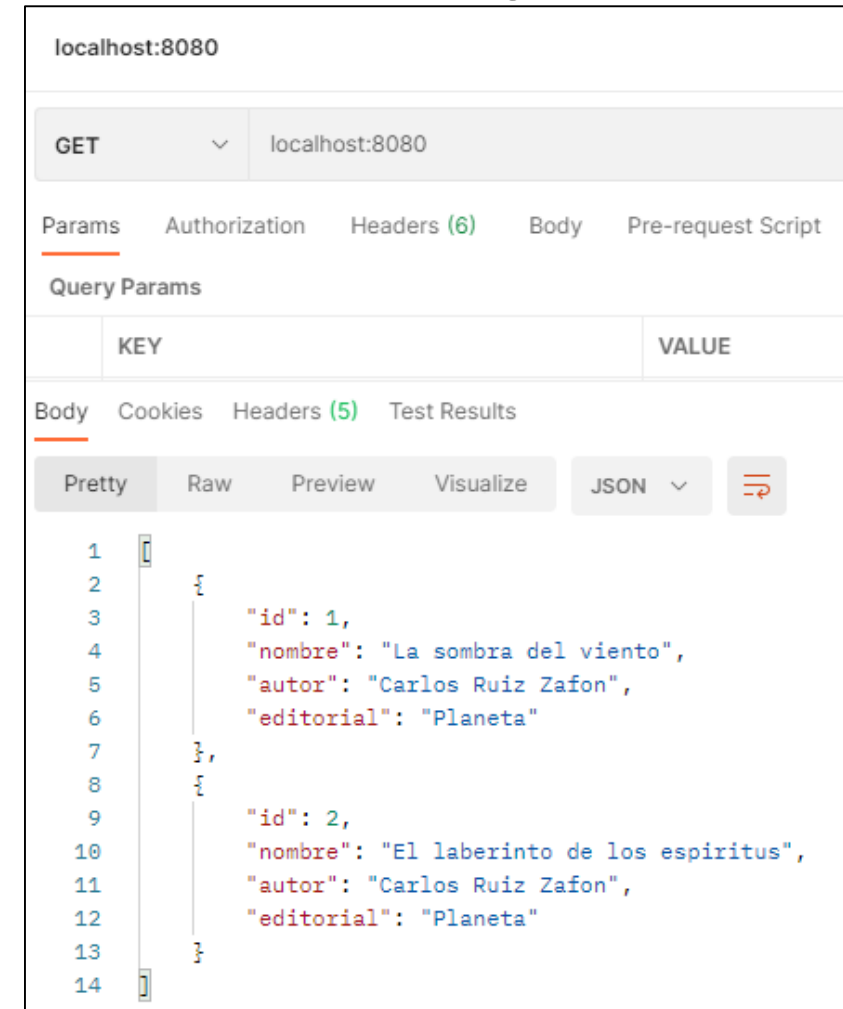 localhost:8080
GET localhost:8080
Params Authorization Headers (6) Body Pre-request Script
Query Params
KEY VALUE
Body Cookies Headers (5) Test Results
Pretty Raw Preview Visualize JSON
1 [
2 {
3 "id": 1,
4 "nombre": "La sombra del viento",
5 "autor": "Carlos Ruiz Zafon",
6 "editorial": "Planeta"
7 },
8 {
9 "id": 2,
10 "nombre": "El laberinto de los espiritus",
11 "autor": "Carlos Ruiz Zafon",
12 "editorial": "Planeta"
13 }
14 ]